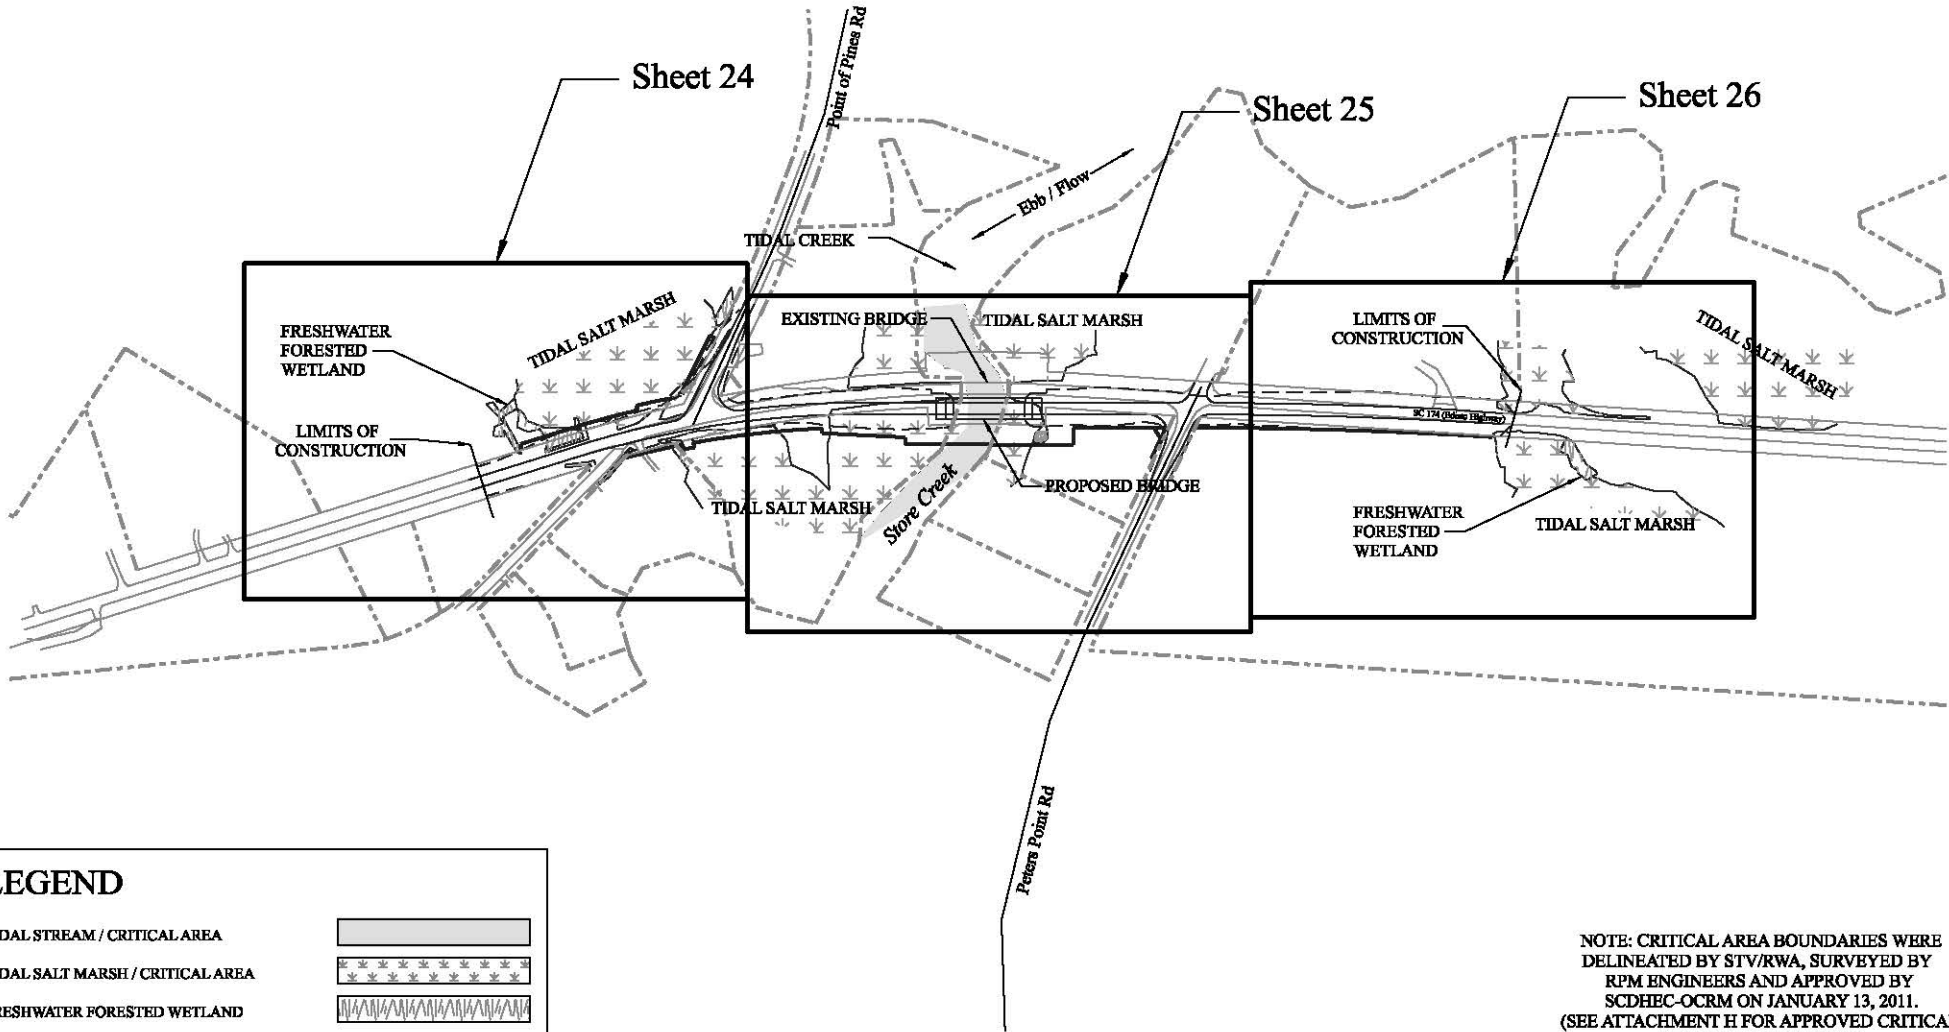 Sheet 24
Point of Pines Rd
Sheet 25
Sheet 26
Ebb / Flow
TIDAL CREEK
FRESHWATER
FORESTED
WETLAND
TIDAL SALT MARSH
EXISTING BRIDGE
TIDAL SALT MARSH
LIMITS OF
CONSTRUCTION
TIDAL SALT MARSH
LIMITS OF
CONSTRUCTION
SC 174 (Highway)
TIDAL SALT MARSH
Store Creek
PROPOSED BRIDGE
FRESHWATER
FORESTED
WETLAND
TIDAL SALT MARSH
Peters Point Rd
LEGEND
DAL STREAM / CRITICAL AREA
DAL SALT MARSH / CRITICAL AREA
RESHWATER FORESTED WETLAND
NOTE: CRITICAL AREA BOUNDARIES WERE
DELINEATED BY STV/RWA, SURVEYED BY
RPM ENGINEERS AND APPROVED BY
SCDHEC-OCRM ON JANUARY 13, 2011.
(SEE ATTACHMENT H FOR APPROVED CRITICA